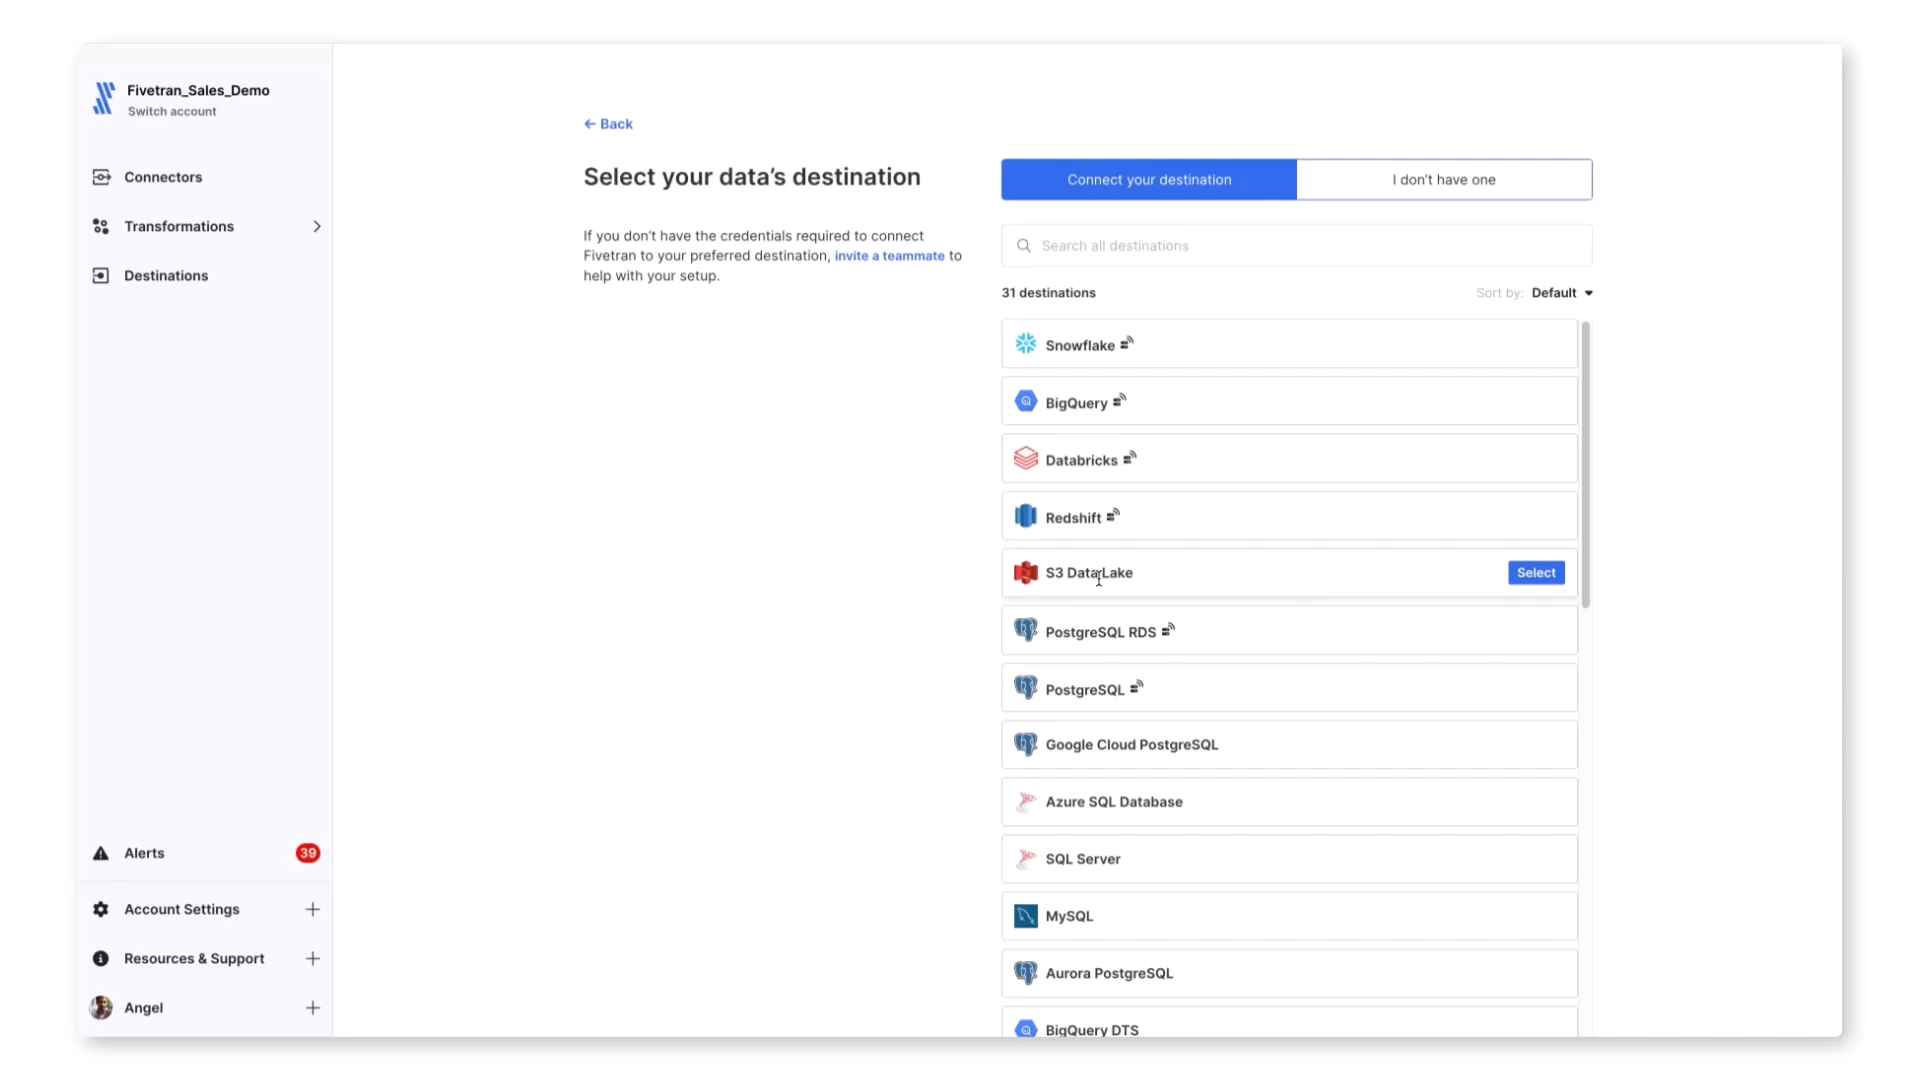 Fivetran_Sales_Demo
Switch account
Connectors
Transformations
Destinations
Alerts
39
Account Settings
Resources & Support
Angel
← Back
Select your data’s destination
If you don’t have the credentials required to connect
Fivetran to your preferred destination, invite a teammate to
help with your setup.
Connect your destination
I don’t have one
Search all destinations
31 destinations
Sort by: Default
Snowflake
BigQuery
Databricks
Redshift
S3 Data Lake
Select
PostgreSQL RDS
PostgreSQL
Google Cloud PostgreSQL
Azure SQL Database
SQL Server
MySQL
Aurora PostgreSQL
BigQuery DTS